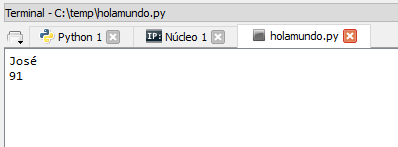 Terminal - C:\temp\holamundo.py
Python 1
IP: Núcleo 1
holamundo.py
José
91